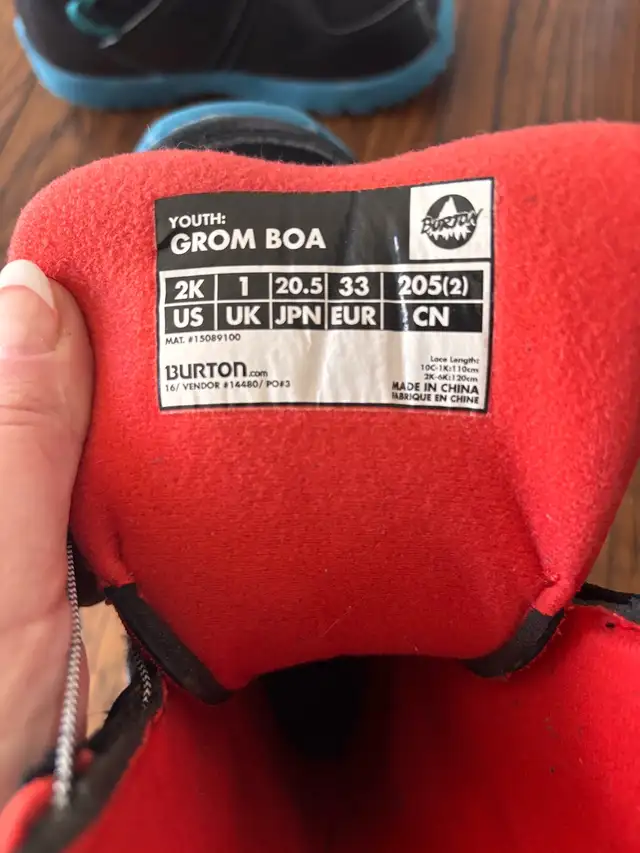 YOUTH:
GROM BOA
BURTON
2K 1 20.5 33 205(2)
US UK JPN EUR CN
MAT. #15089100
BURTON.com
16/ VENDOR #14480/ PO#3
Lace Length:
10C-1K:110cm
2K-6K:120cm
MADE IN CHINA
FABRIQUE EN CHINE